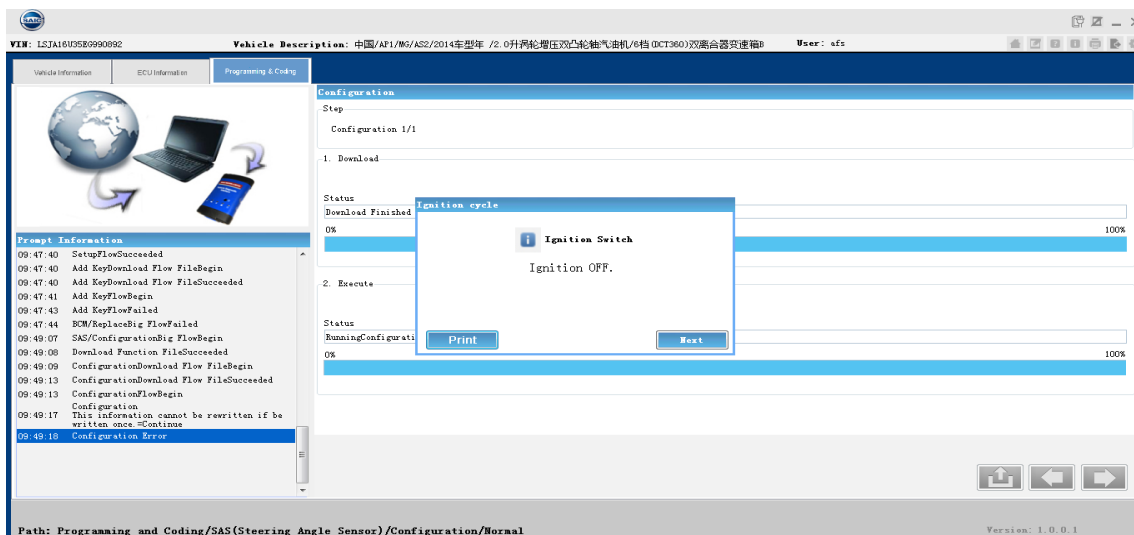 SAIC
VIN: LSJA16U35EG990892 Vehicle Description: 中国/AP1/MG/AS2/2014车型年 /2.0升涡轮增压双凸轮轴汽油机/6档(DCT360)双离合器变速箱B User: afs
Vehicle Information ECU Information Programming & Coding
Configuration
Step
Configuration 1/1
1. Download
Status
Download Finished
0% 100%
Ignition cycle
Ignition Switch
Ignition OFF.
Print Next
2. Execute
Status
RunningConfigurati
0% 100%
Prompt Information
09:47:40 SetupFlowSucceeded
09:47:40 Add KeyDownload Flow FileBegin
09:47:40 Add KeyDownload Flow FileSucceeded
09:47:41 Add KeyFlowBegin
09:47:43 Add KeyFlowFailed
09:47:44 BCM/ReplaceBig FlowFailed
09:49:07 SAS/ConfigurationBig FlowBegin
09:49:08 Download Function FileSucceeded
09:49:09 ConfigurationDownload Flow FileBegin
09:49:13 ConfigurationDownload Flow FileSucceeded
09:49:13 ConfigurationFlowBegin
Configuration
09:49:17 This information cannot be rewritten if be
written once.=Continue
09:49:18 Configuration Error
Path: Programming and Coding/SAS(Steering Angle Sensor)/Configuration/Normal Version: 1.0.0.1